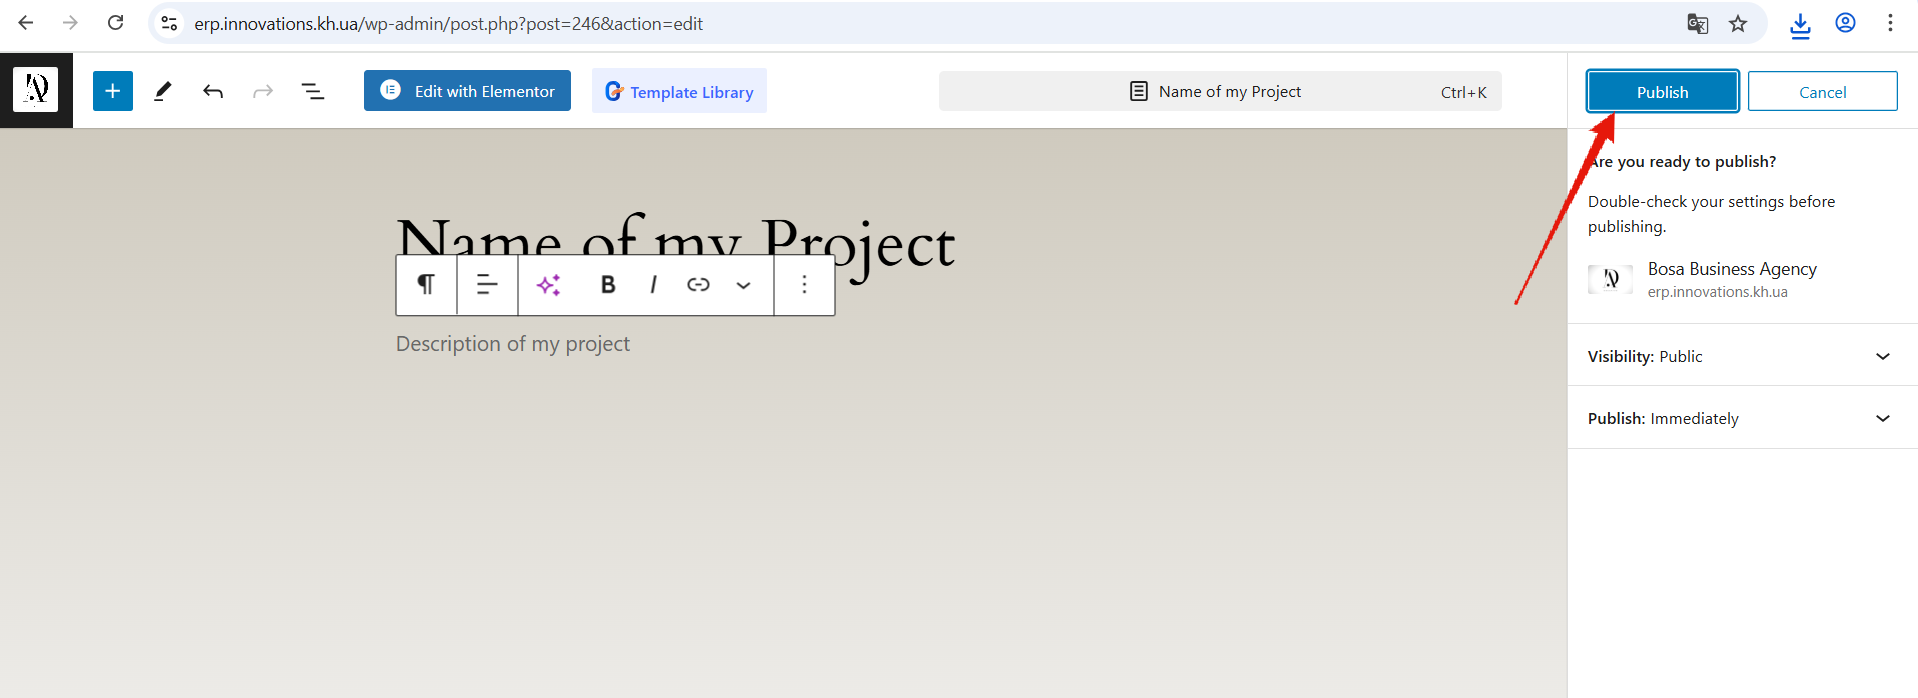 erp.innovations.kh.ua/wp-admin/post.php?post=246&action=edit
Edit with Elementor
Template Library
Name of my Project
Ctrl+K
Publish
Cancel
Name of my Project
B I
Description of my project
Are you ready to publish?
Double-check your settings before
publishing.
Bosa Business Agency
erp.innovations.kh.ua
Visibility: Public
Publish: Immediately